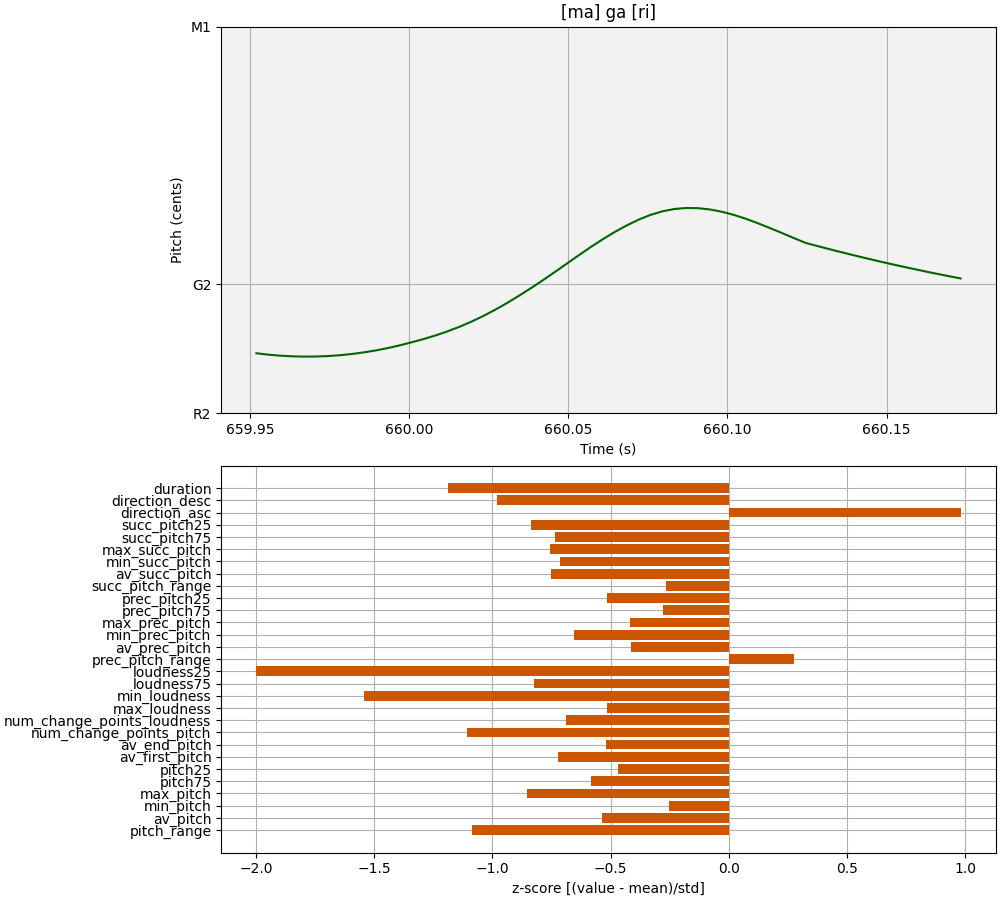 [ma] ga [ri]
M1
G2
R2
Pitch (cents)
659.95 660.00 660.05 660.10 660.15
Time (s)
duration
direction_desc
direction_asc
succ_pitch25
succ_pitch75
max_succ_pitch
min_succ_pitch
av_succ_pitch
succ_pitch_range
prec_pitch25
prec_pitch75
max_prec_pitch
min_prec_pitch
av_prec_pitch
prec_pitch_range
loudness25
loudness75
min_loudness
max_loudness
num_change_points_loudness
num_change_points_pitch
av_end_pitch
av_first_pitch
pitch25
pitch75
max_pitch
min_pitch
av_pitch
pitch_range
−2.0 −1.5 −1.0 −0.5 0.0 0.5 1.0
z-score [(value - mean)/std]